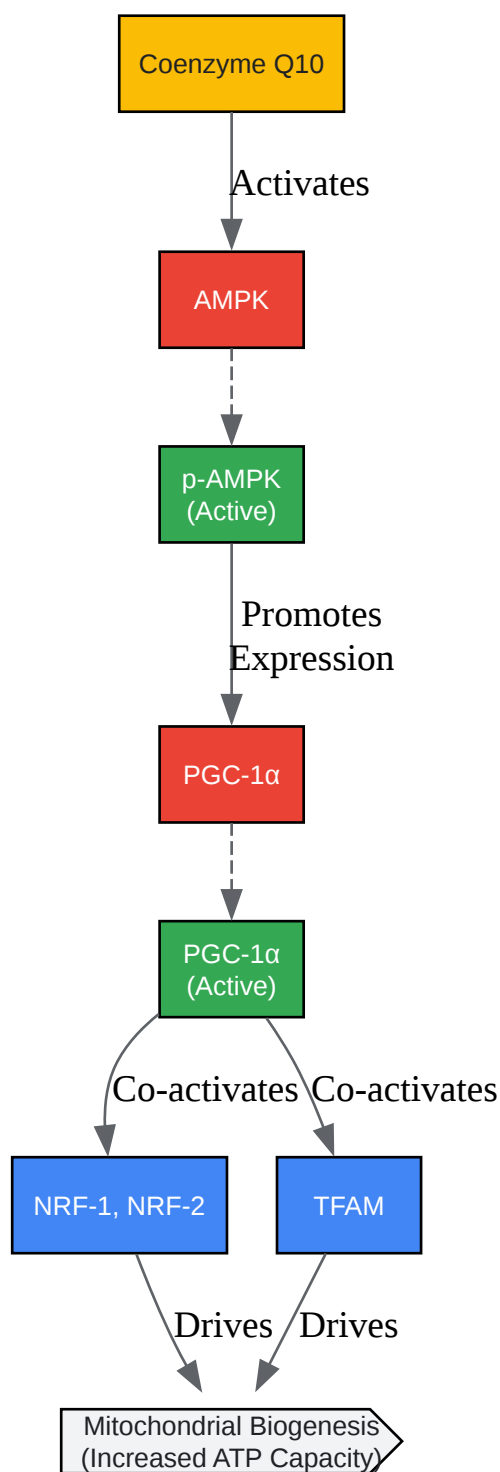 Coenzyme Q10
Activates
AMPK
p-AMPK
(Active)
Promotes
Expression
PGC-1α
PGC-1α
(Active)
Co-activates
Co-activates
NRF-1, NRF-2
TFAM
Drives
Drives
Mitochondrial Biogenesis
(Increased ATP Capacity)